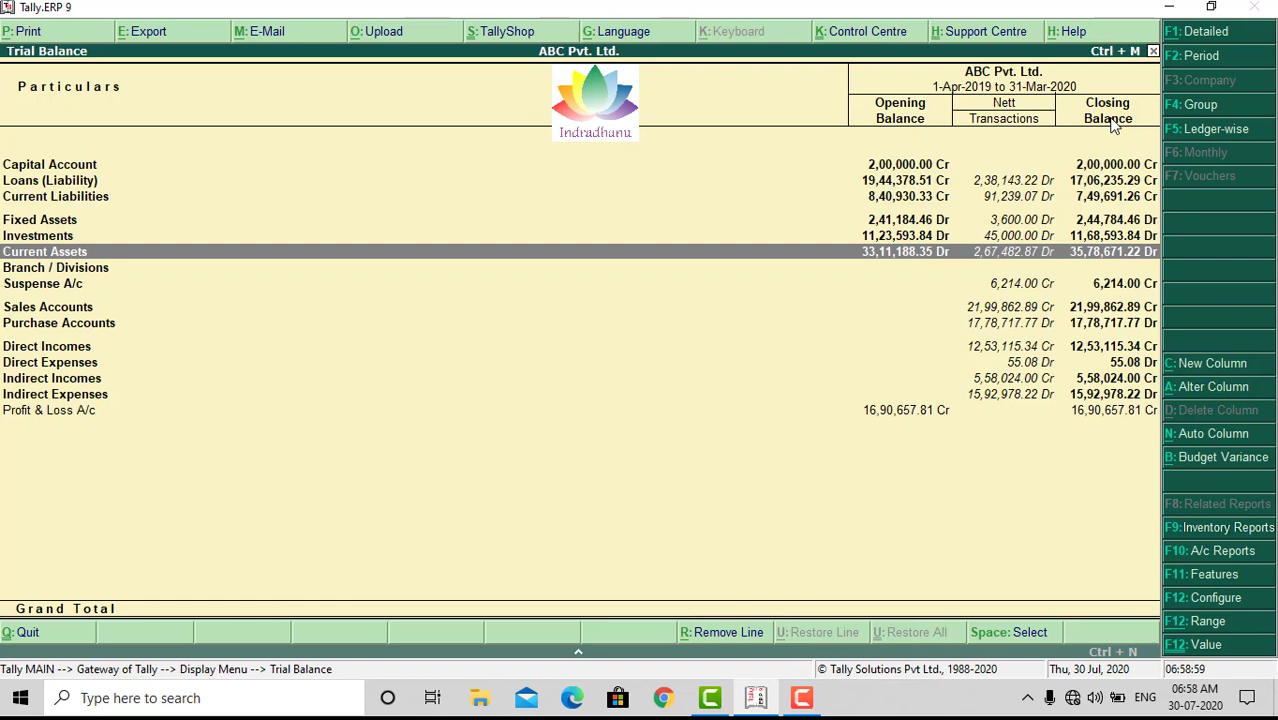 Tally.ERP 9
P: Print E: Export M: E-Mail O: Upload S: TallyShop G: Language K: Keyboard K: Control Centre H: Support Centre H: Help
Trial Balance ABC Pvt. Ltd. Ctrl + M
Particulars
Indradhanu
ABC Pvt. Ltd.
1-Apr-2019 to 31-Mar-2020
Opening Nett Closing
Balance Transactions Balance
Capital Account 2,00,000.00 Cr 2,00,000.00 Cr
Loans (Liability) 19,44,378.51 Cr 2,38,143.22 Dr 17,06,235.29 Cr
Current Liabilities 8,40,930.33 Cr 91,239.07 Dr 7,49,691.26 Cr
Fixed Assets 2,41,184.46 Dr 3,600.00 Dr 2,44,784.46 Dr
Investments 11,23,593.84 Dr 45,000.00 Dr 11,68,593.84 Dr
Current Assets 33,11,188.35 Dr 2,67,482.87 Dr 35,78,671.22 Dr
Branch / Divisions
Suspense A/c 6,214.00 Cr 6,214.00 Cr
Sales Accounts 21,99,862.89 Cr 21,99,862.89 Cr
Purchase Accounts 17,78,717.77 Dr 17,78,717.77 Dr
Direct Incomes 12,53,115.34 Cr 12,53,115.34 Cr
Direct Expenses 55.08 Dr 55.08 Dr
Indirect Incomes 5,58,024.00 Cr 5,58,024.00 Cr
Indirect Expenses 15,92,978.22 Dr 15,92,978.22 Dr
Profit & Loss A/c 16,90,657.81 Cr 16,90,657.81 Cr
Grand Total
F1: Detailed
F2: Period
F3: Company
F4: Group
F5: Ledger-wise
F6: Monthly
F7: Vouchers
C: New Column
A: Alter Column
D: Delete Column
N: Auto Column
B: Budget Variance
F8: Related Reports
F9: Inventory Reports
F10: A/c Reports
F11: Features
F12: Configure
F12: Range
F12: Value
Q: Quit R: Remove Line U: Restore Line U: Restore All Space: Select
Ctrl + N
Tally MAIN --> Gateway of Tally --> Display Menu --> Trial Balance © Tally Solutions Pvt Ltd., 1988-2020 Thu, 30 Jul, 2020 06:58:59
Type here to search ENG 06:58 AM
30-07-2020